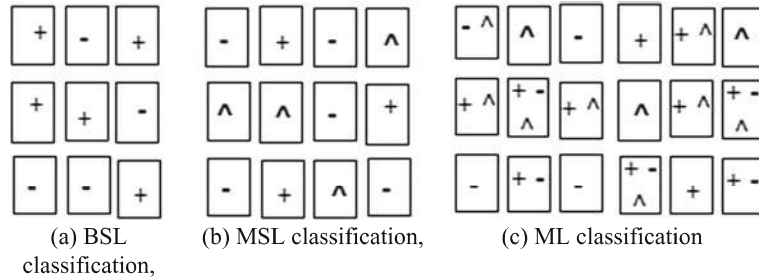 + - + - + - ^ - ^ ^ - + + ^ ^
+ + - ^ ^ - + + ^ + - ^ + ^ ^ + ^ + - ^
- - + - + ^ - - + - - + - ^ + + -
(a) BSL (b) MSL classification, (c) ML classification
classification,